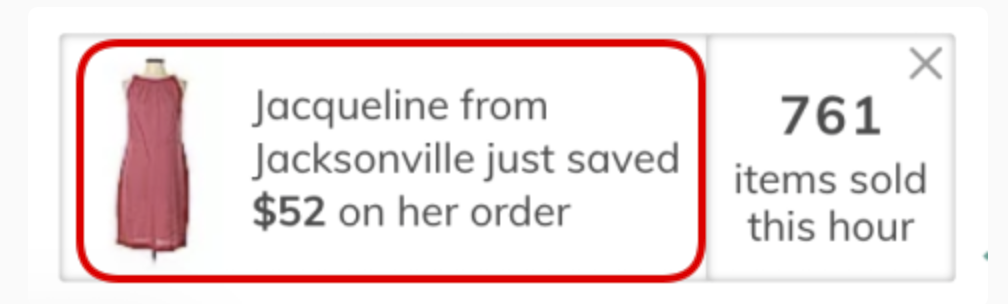 Jacqueline from
Jacksonville just saved
$52 on her order
761
items sold
this hour